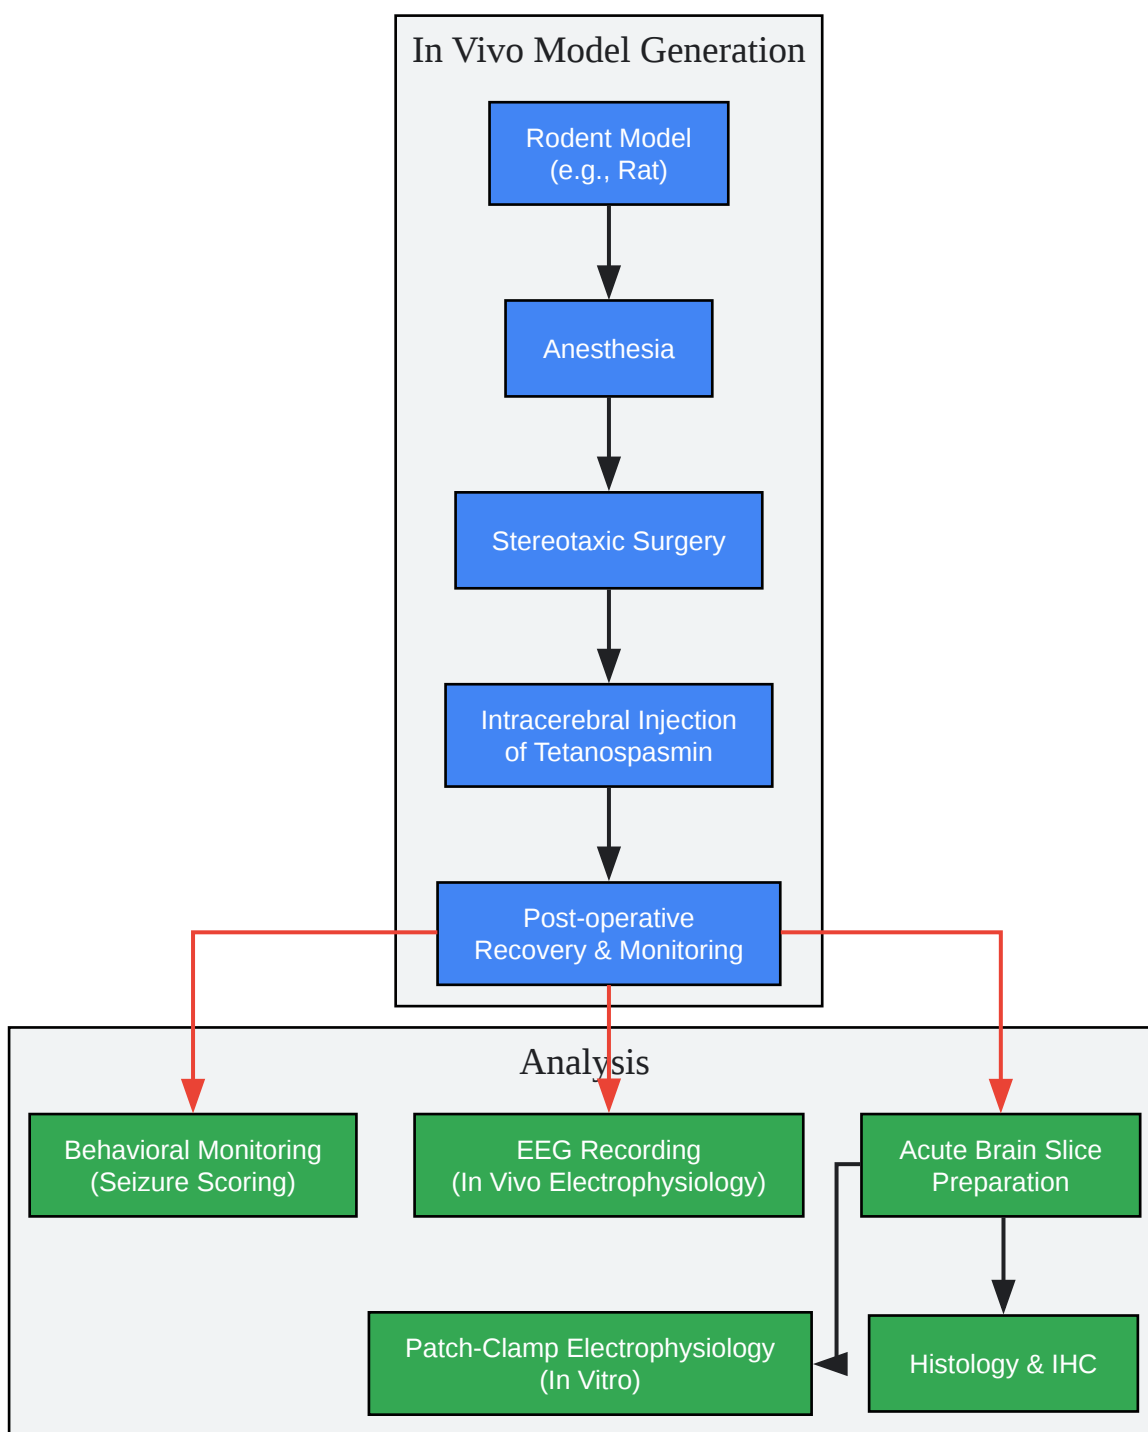 In Vivo Model Generation
Rodent Model
(e.g., Rat)
Anesthesia
Stereotaxic Surgery
Intracerebral Injection
of Tetanospasmin
Post-operative
Recovery & Monitoring
Analysis
Behavioral Monitoring
(Seizure Scoring)
EEG Recording
(In Vivo Electrophysiology)
Acute Brain Slice
Preparation
Patch-Clamp Electrophysiology
(In Vitro)
Histology & IHC